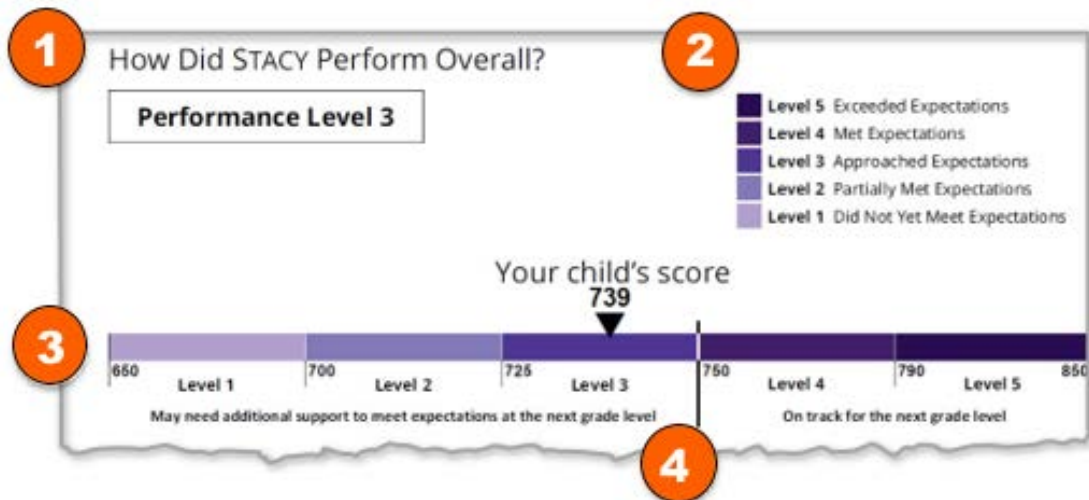 1
How Did STACY Perform Overall?
2
Performance Level 3
Level 5 Exceeded Expectations
Level 4 Met Expectations
Level 3 Approached Expectations
Level 2 Partially Met Expectations
Level 1 Did Not Yet Meet Expectations
Your child's score
739
3
650 700 725 750 790 850
Level 1 Level 2 Level 3 Level 4 Level 5
May need additional support to meet expectations at the next grade level On track for the next grade level
4